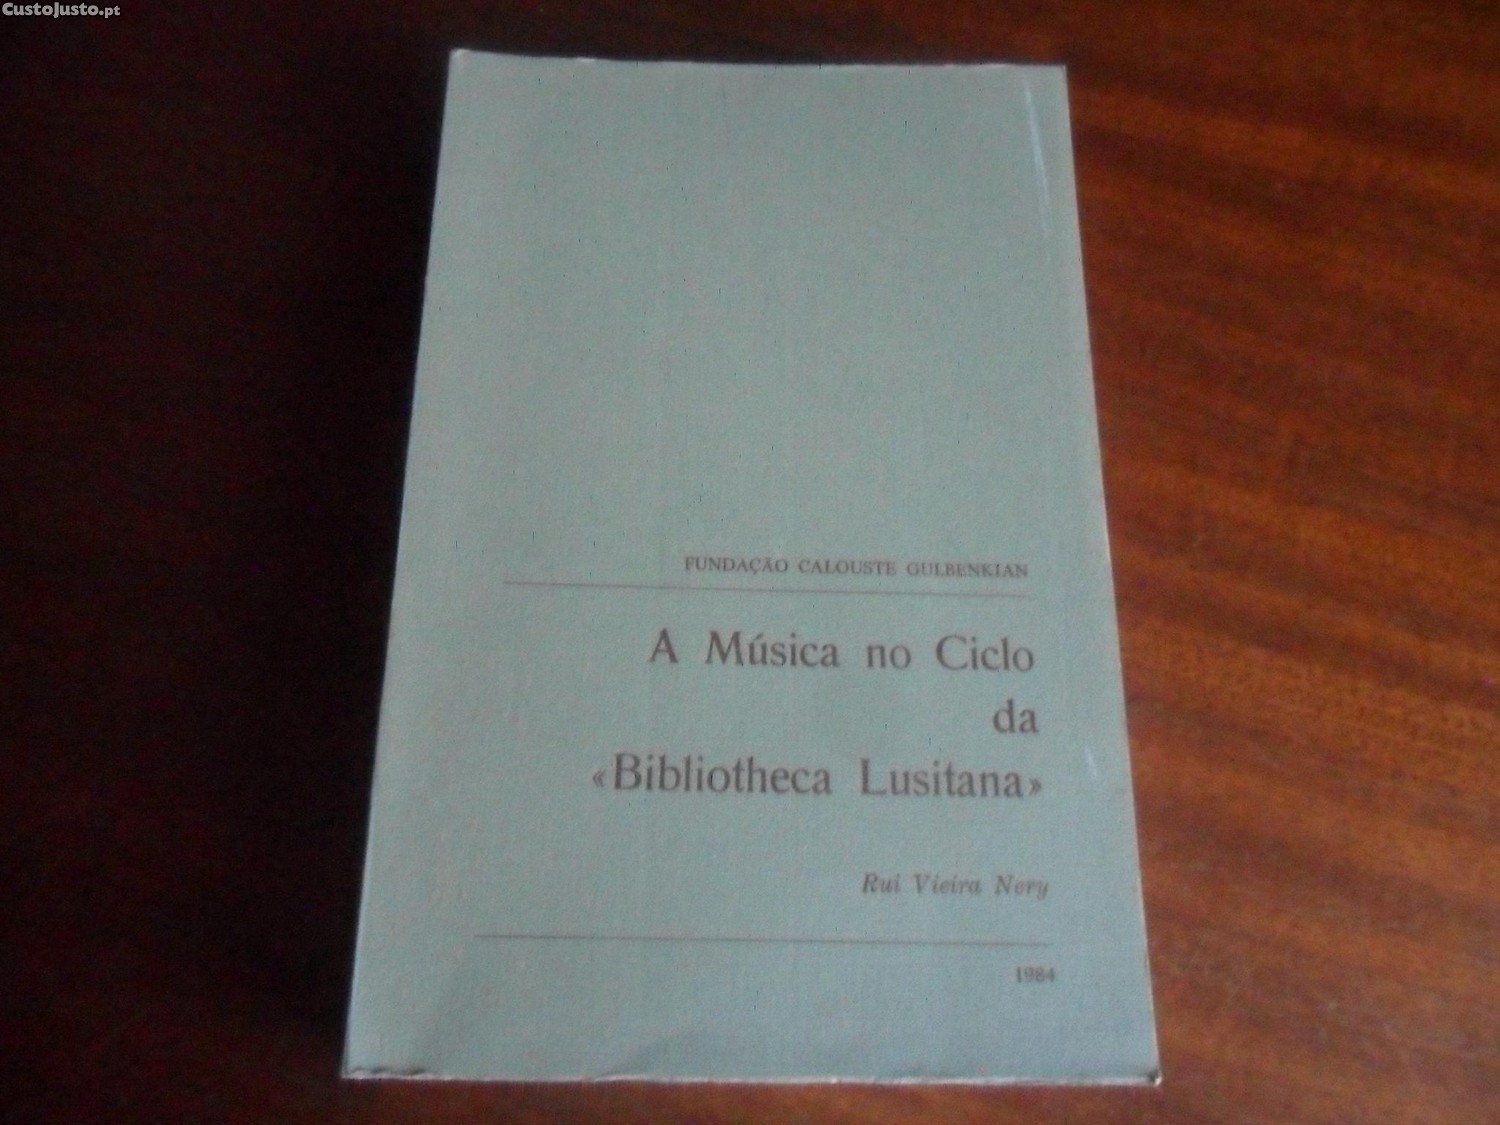 CustoJusto.pt
FUNDAÇÃO CALOUSTE GULBENKIAN
A Música no Ciclo
da
«Bibliotheca Lusitana»
Rui Vieira Nery
1984